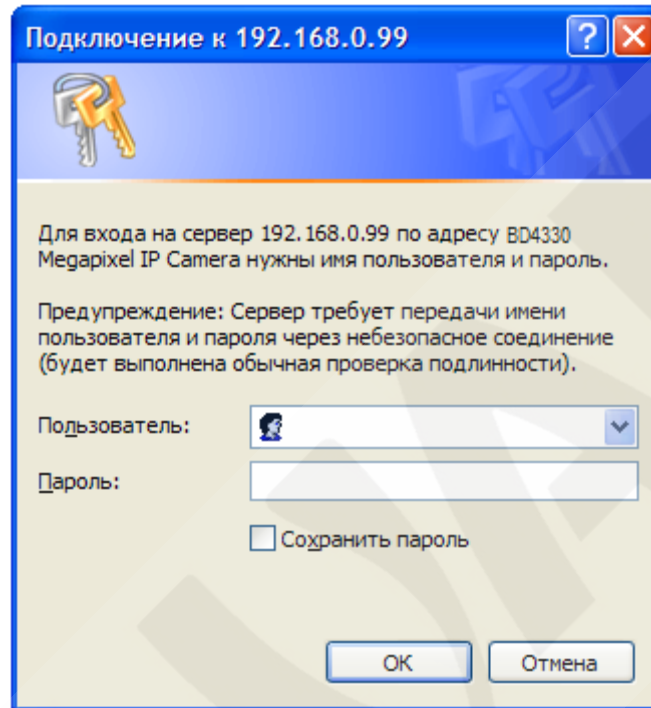 Подключение к 192.168.0.99
Для входа на сервер 192.168.0.99 по адресу BD4330
Megapixel IP Camera нужны имя пользователя и пароль.
Предупреждение: Сервер требует передачи имени
пользователя и пароля через небезопасное соединение
(будет выполнена обычная проверка подлинности).
Пользователь:
Пароль:
Сохранить пароль
ОК Отмена